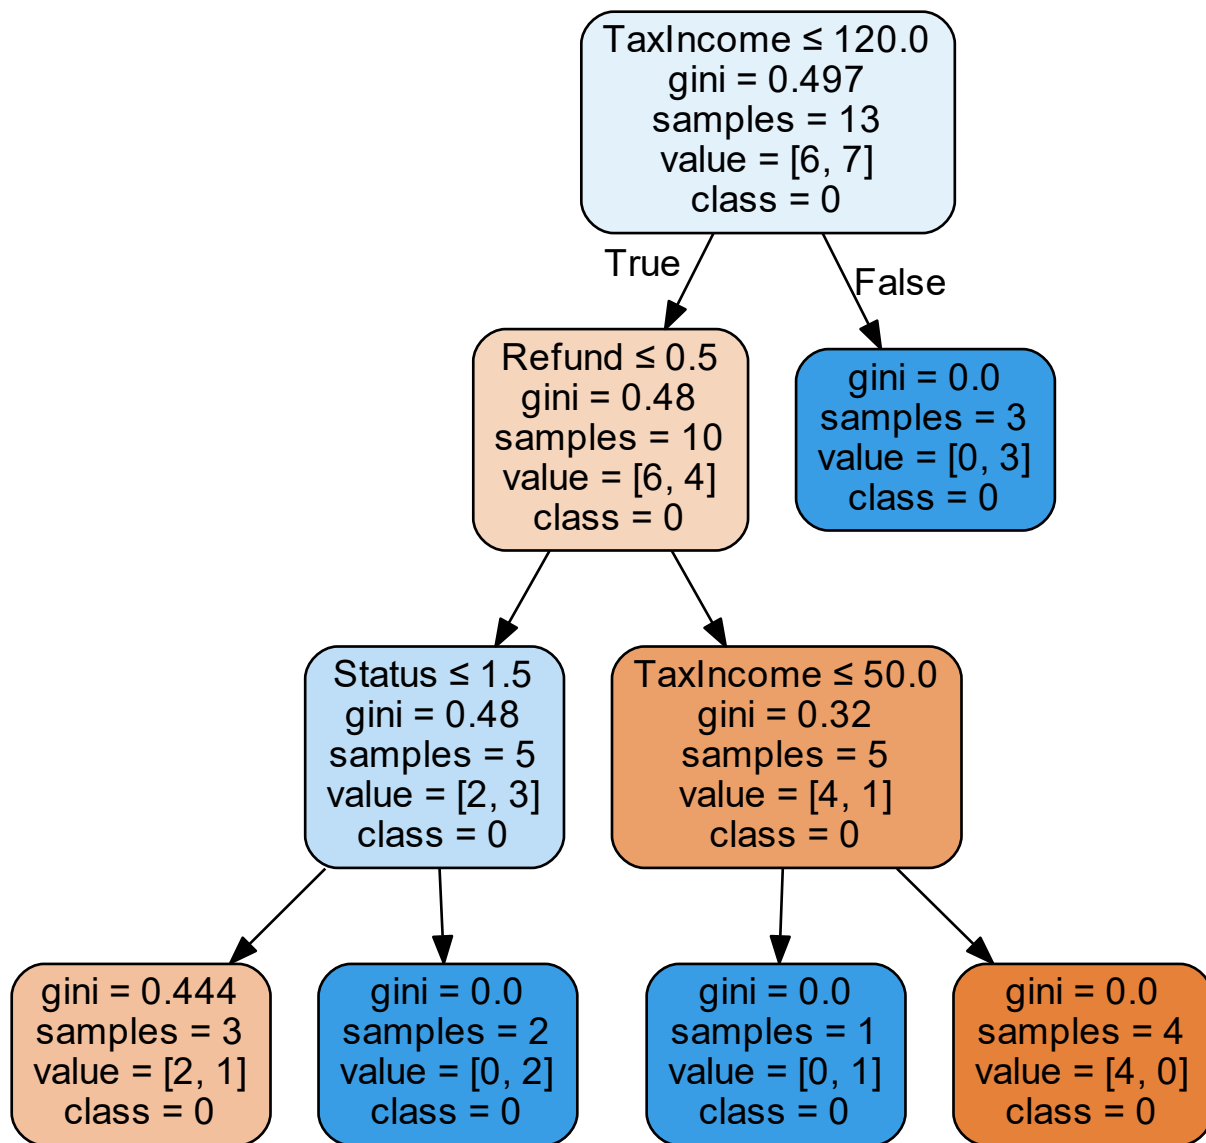 TaxIncome ≤ 120.0
gini = 0.497
samples = 13
value = [6, 7]
class = 0
True
False
Refund ≤ 0.5
gini = 0.48
samples = 10
value = [6, 4]
class = 0
gini = 0.0
samples = 3
value = [0, 3]
class = 0
Status ≤ 1.5
gini = 0.48
samples = 5
value = [2, 3]
class = 0
TaxIncome ≤ 50.0
gini = 0.32
samples = 5
value = [4, 1]
class = 0
gini = 0.444
samples = 3
value = [2, 1]
class = 0
gini = 0.0
samples = 2
value = [0, 2]
class = 0
gini = 0.0
samples = 1
value = [0, 1]
class = 0
gini = 0.0
samples = 4
value = [4, 0]
class = 0